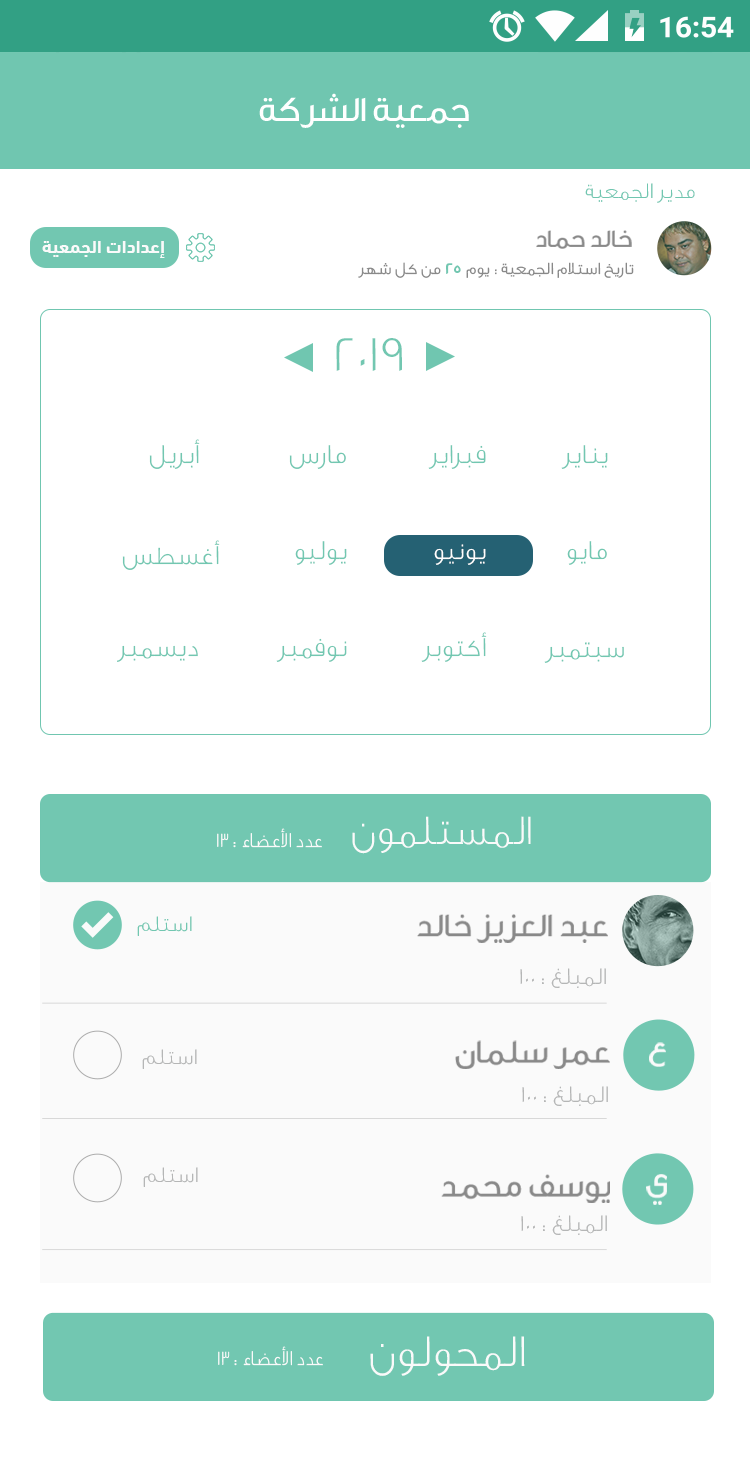 16:54
جمعية الشركة
مدير الجمعية
خالد حماد
تاريخ استلام الجمعية : يوم ٢٥ من كل شهر
إعدادات الجمعية
٢٠١٩
يناير فبراير مارس أبريل
مايو يونيو يوليو أغسطس
سبتمبر أكتوبر نوفمبر ديسمبر
المستلمون عدد الأعضاء : ١٣
عبد العزيز خالد استلم
المبلغ : ١٠٠
ع عمر سلمان استلم
المبلغ : ١٠٠
ي يوسف محمد استلم
المبلغ : ١٠٠
المحولون عدد الأعضاء : ١٣